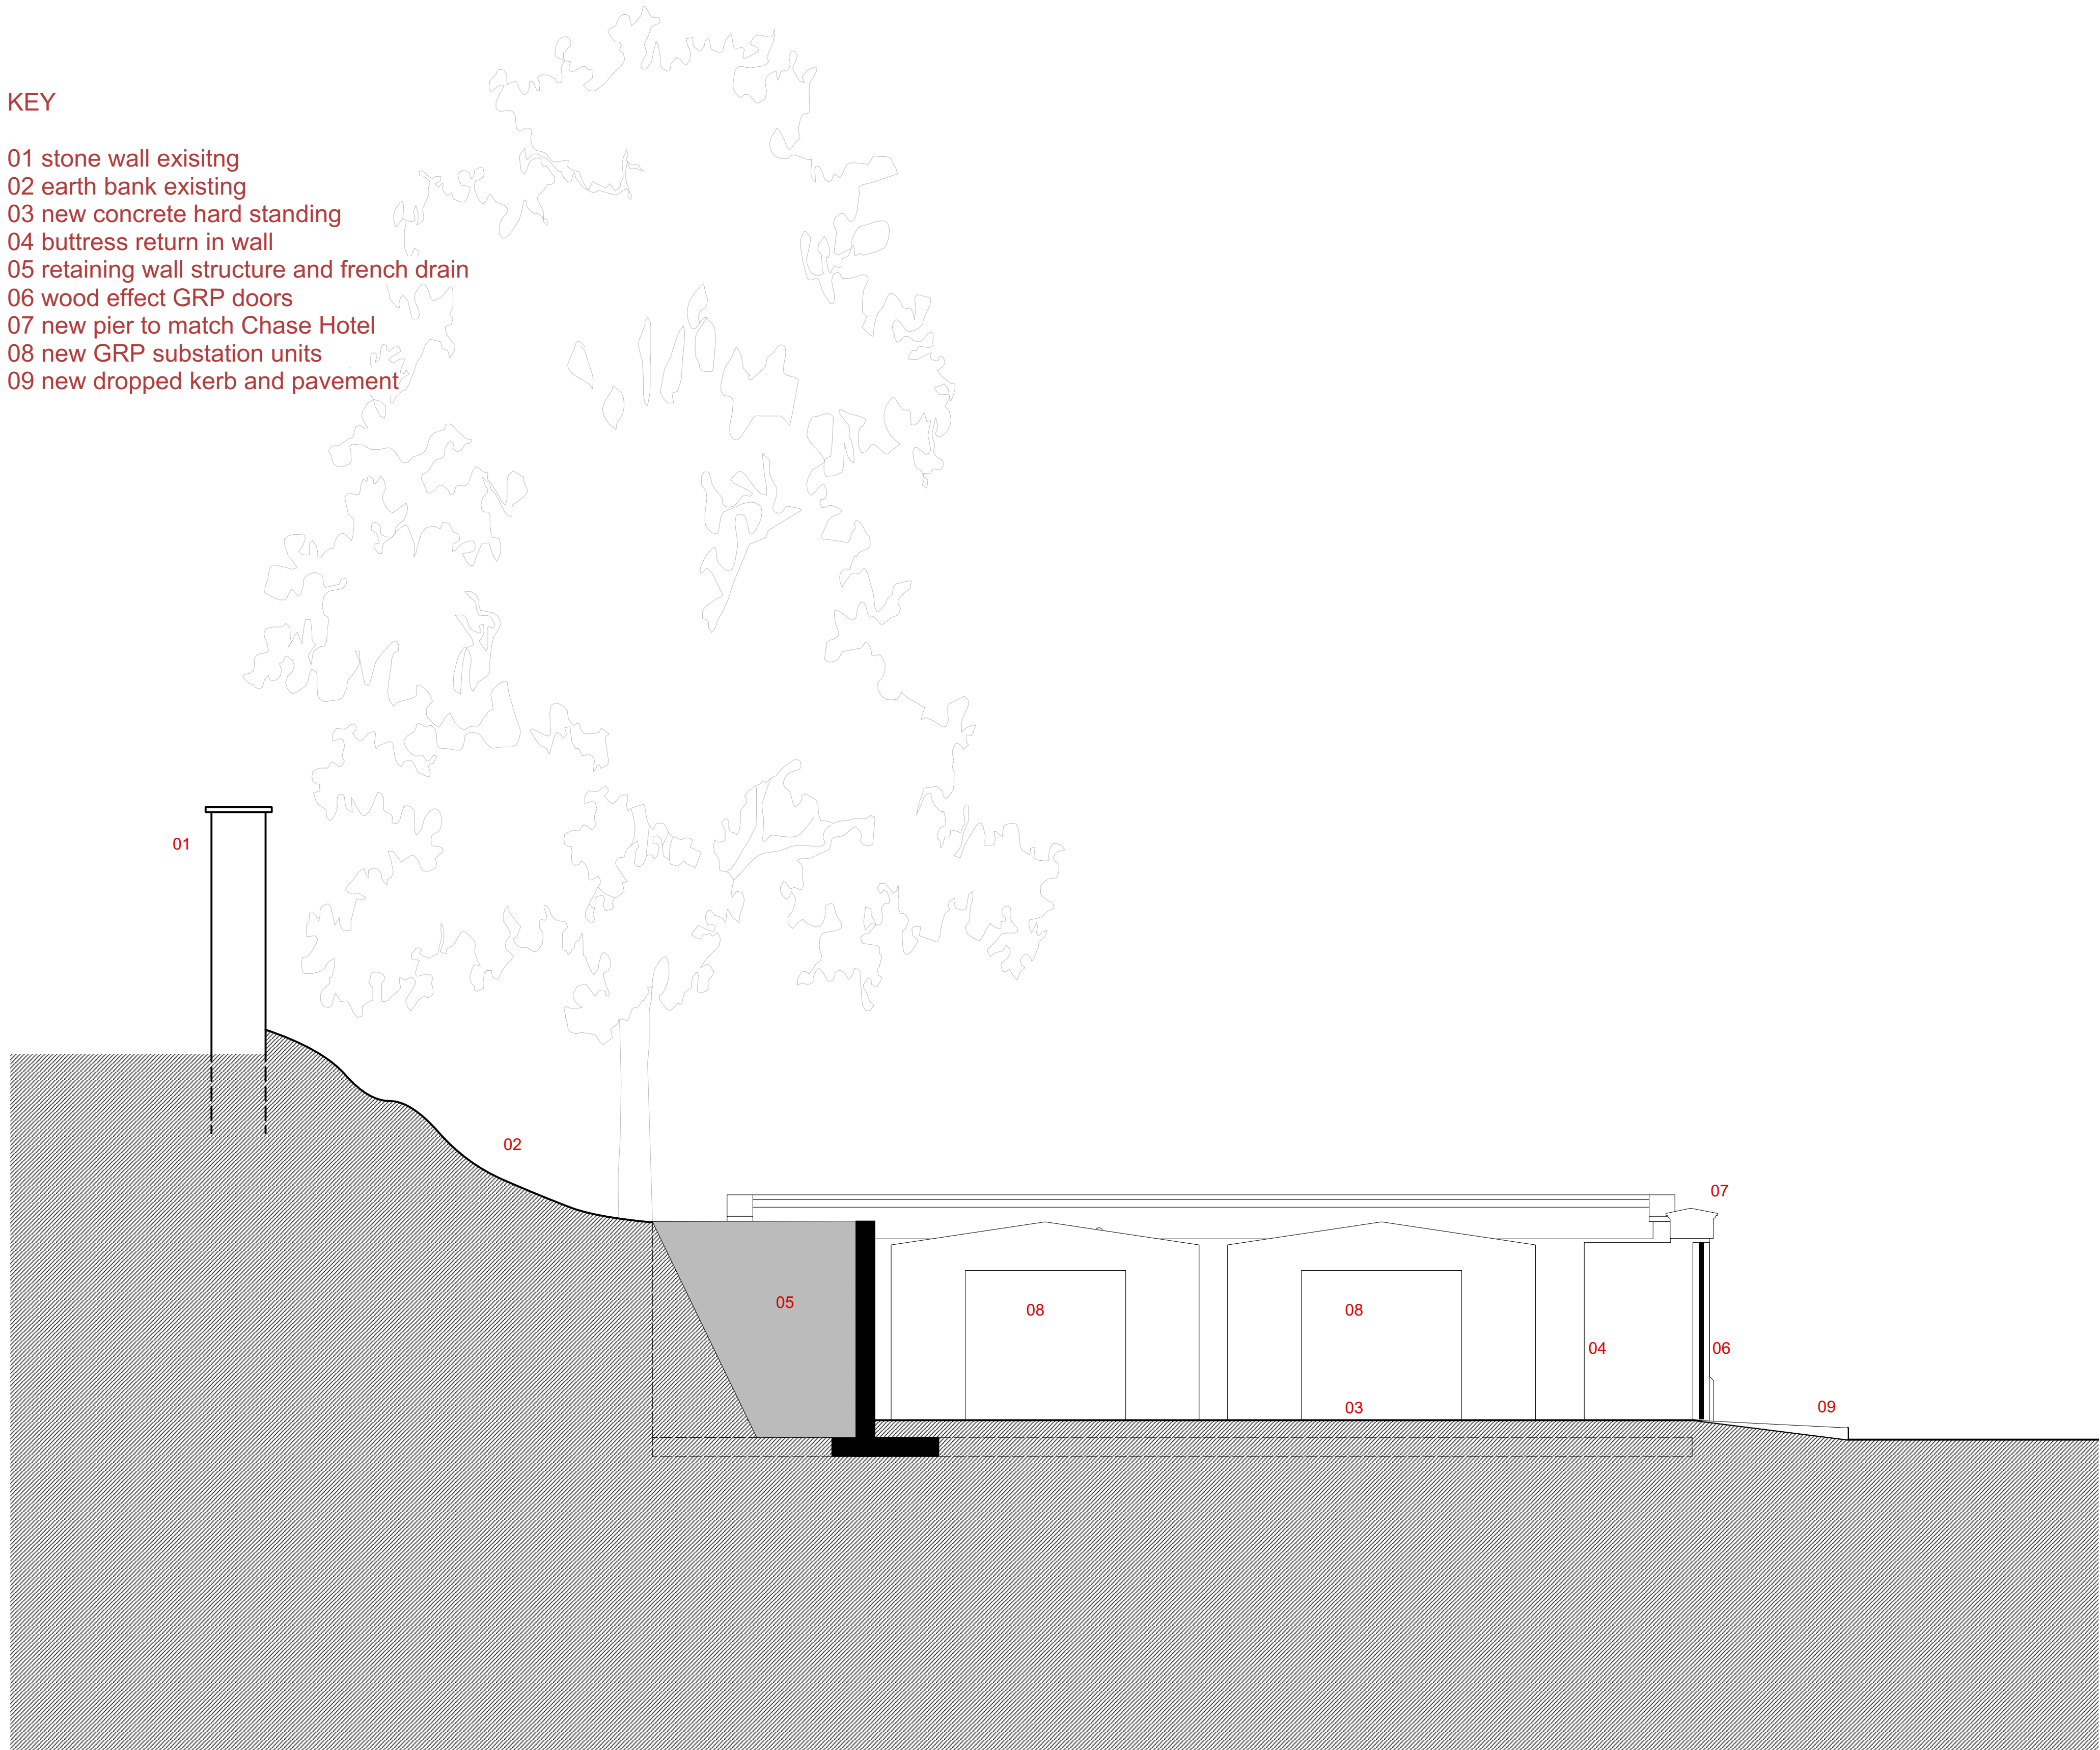 KEY
01 stone wall exisitng
02 earth bank existing
03 new concrete hard standing
04 buttress return in wall
05 retaining wall structure and french drain
06 wood effect GRP doors
07 new pier to match Chase Hotel
08 new GRP substation units
09 new dropped kerb and pavement
01
02
07
05
08
08
04
06
03
09